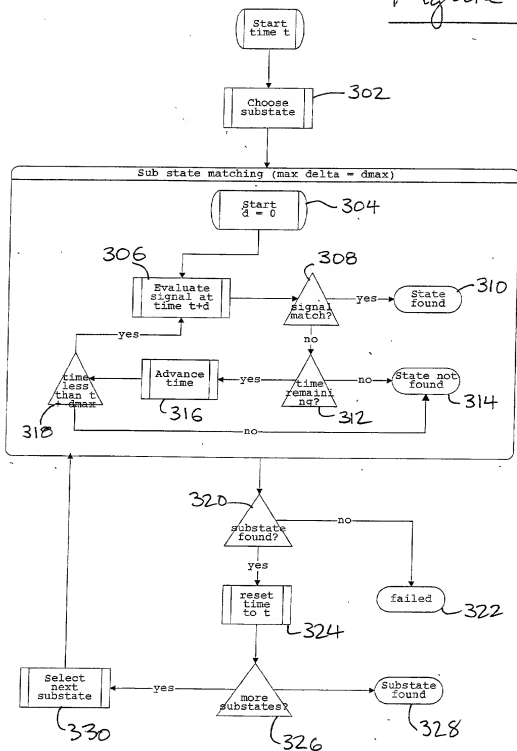 Figure
Start
time t
302
Choose
substate
Sub state matching (max delta = dmax)
Start
d = 0
304
306
308
Evaluate
signal at
time t+d
signal
match?
yes
State
found
310
yes
no
time
less
than t
+ dmax
Advance
time
yes
time
remaini
ng?
no
State not
found
318
316
312
314
no
320
substate
found?
no
yes
failed
322
reset
time
to t
324
Select
next
substate
yes
more
substates?
Substate
found
330
326
328